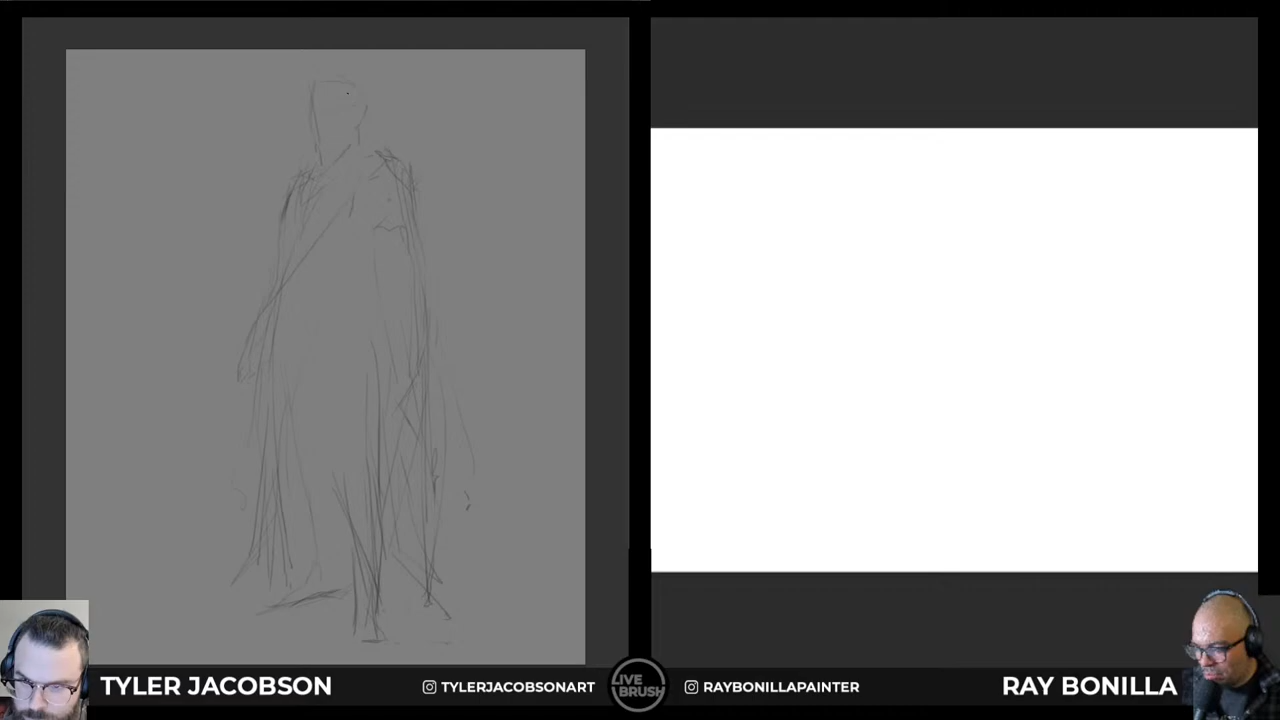 TYLER JACOBSON
TYLERJACOBSONART
LIVE
BRUSH
RAYBONILLAPAINTER
RAY BONILLA